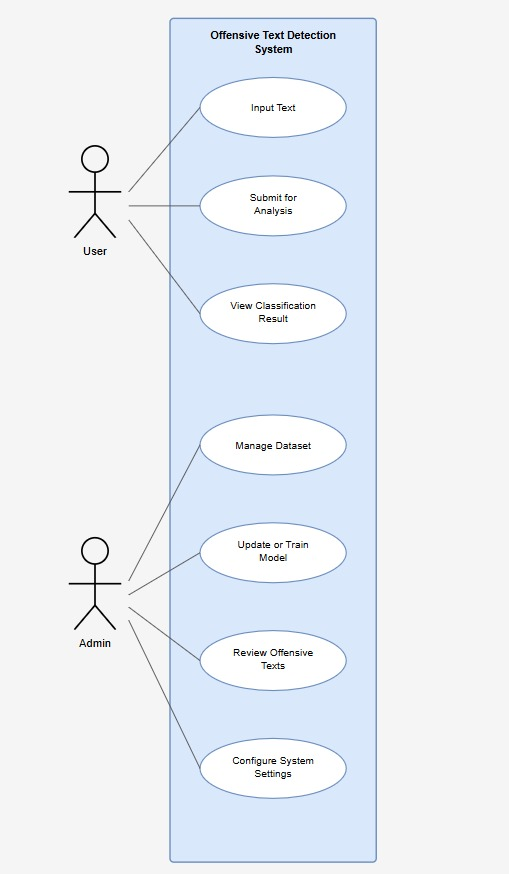 Offensive Text Detection
System
Input Text
Submit for
Analysis
User
View Classification
Result
Manage Dataset
Update or Train
Model
Admin
Review Offensive
Texts
Configure System
Settings